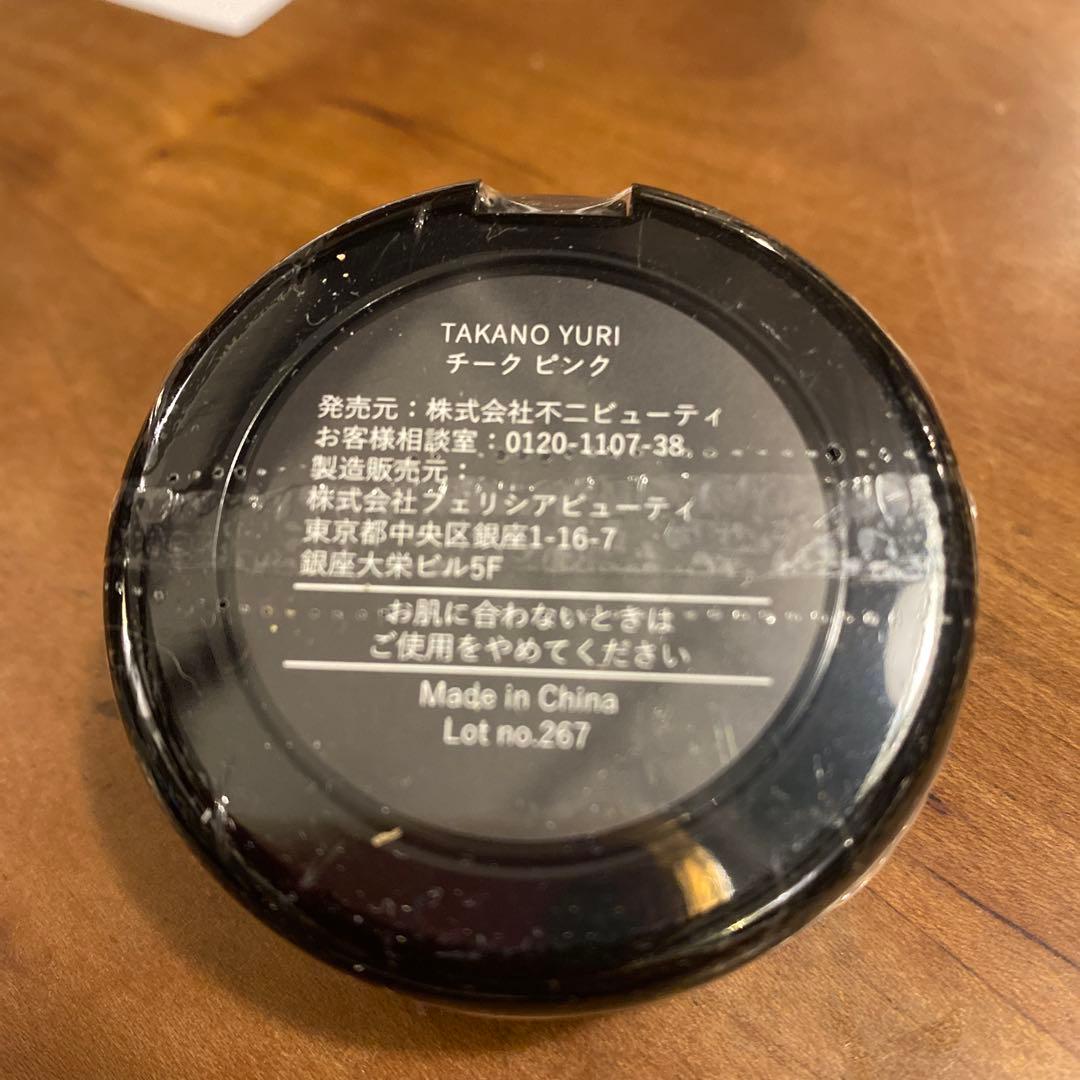 TAKANO YURI
チーク ピンク
発売元：株式会社不二ビューティ
お客様相談室：0120-1107-38
製造販売元：
株式会社フェリシアビューティ
東京都中央区銀座1-16-7
銀座大栄ビル5F
お肌に合わないときは
ご使用をやめてください
Made in China
Lot no.267